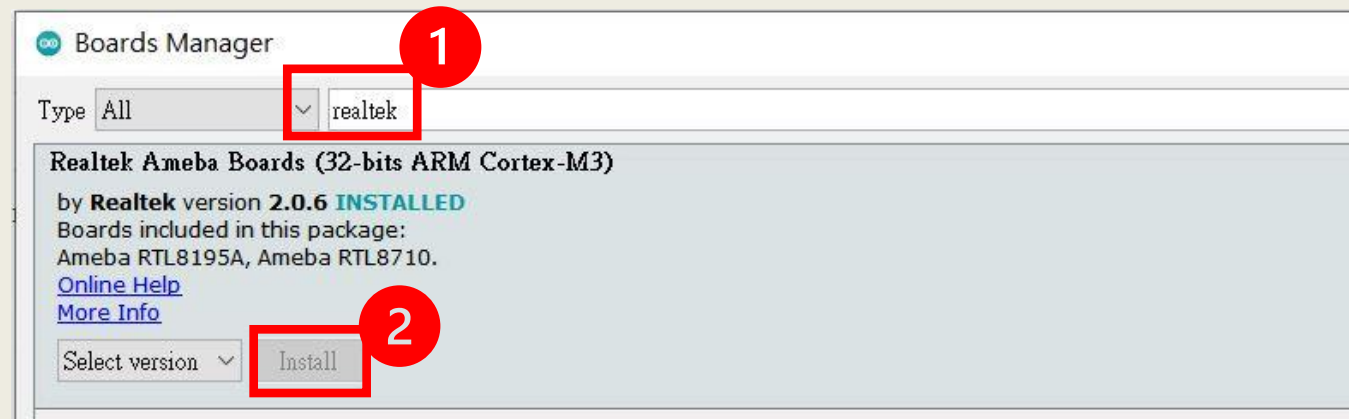 Boards Manager
1
Type All realtek
Realtek Ameba Boards (32-bits ARM Cortex-M3)
by Realtek version 2.0.6 INSTALLED
Boards included in this package:
Ameba RTL8195A, Ameba RTL8710.
Online Help
More Info
2
Select version Install